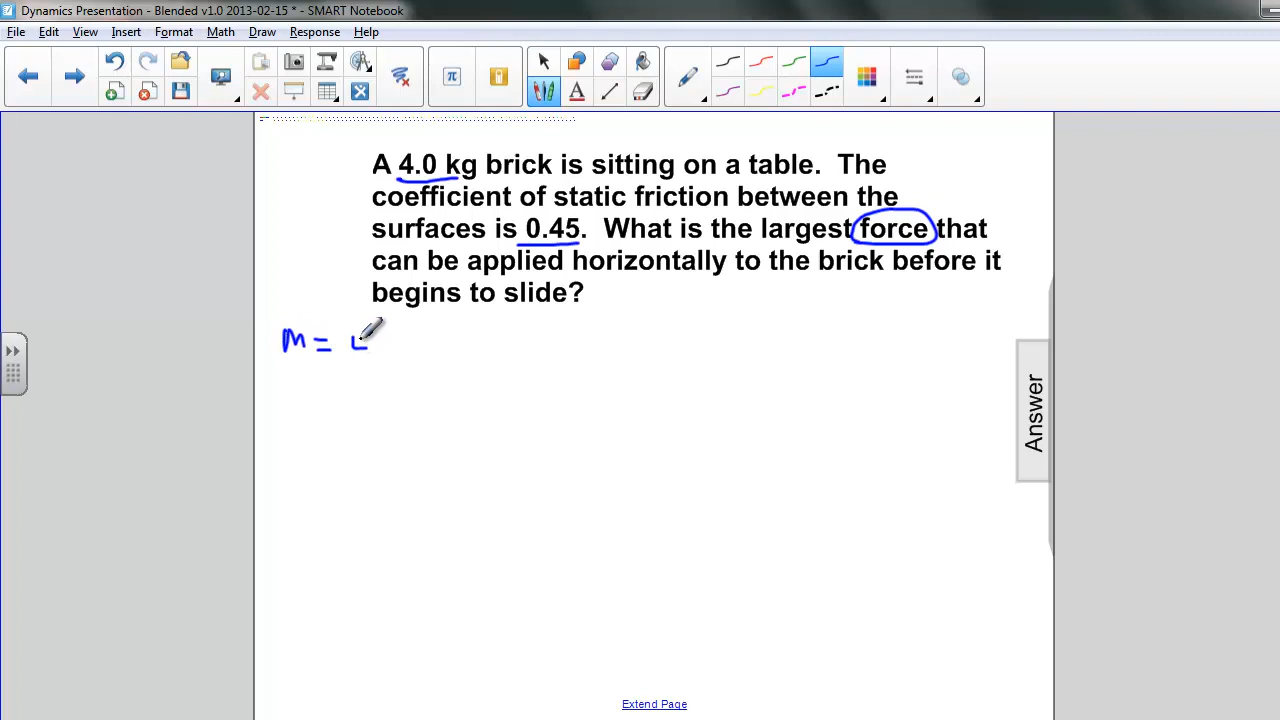 Dynamics Presentation - Blended v1.0 2013-02-15 * - SMART Notebook
File Edit View Insert Format Math Draw Response Help
π
A
A 4.0 kg brick is sitting on a table. The
coefficient of static friction between the
surfaces is 0.45. What is the largest force that
can be applied horizontally to the brick before it
begins to slide?
m =
Answer
Extend Page